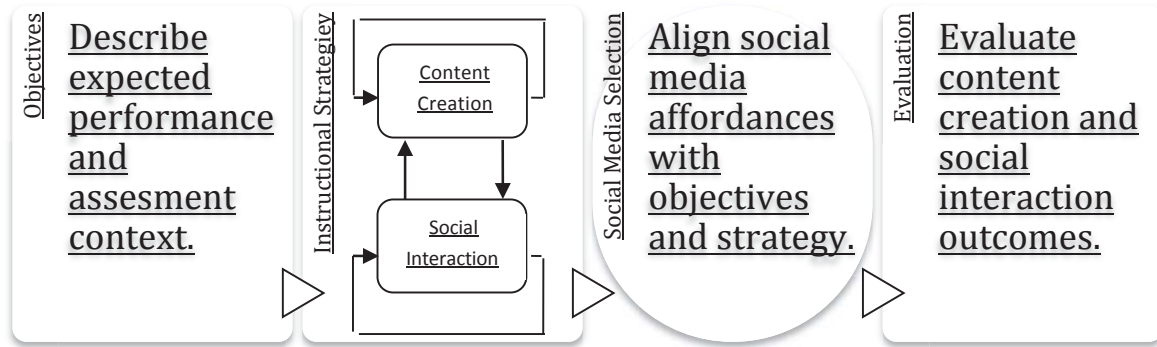 Objectives
Describe
expected
performance
and
assesment
context.
Instructional Strategiey
Content
Creation
Social
Interaction
Social Media Selection
Align social
media
affordances
with
objectives
and strategy.
Evaluation
Evaluate
content
creation and
social
interaction
outcomes.